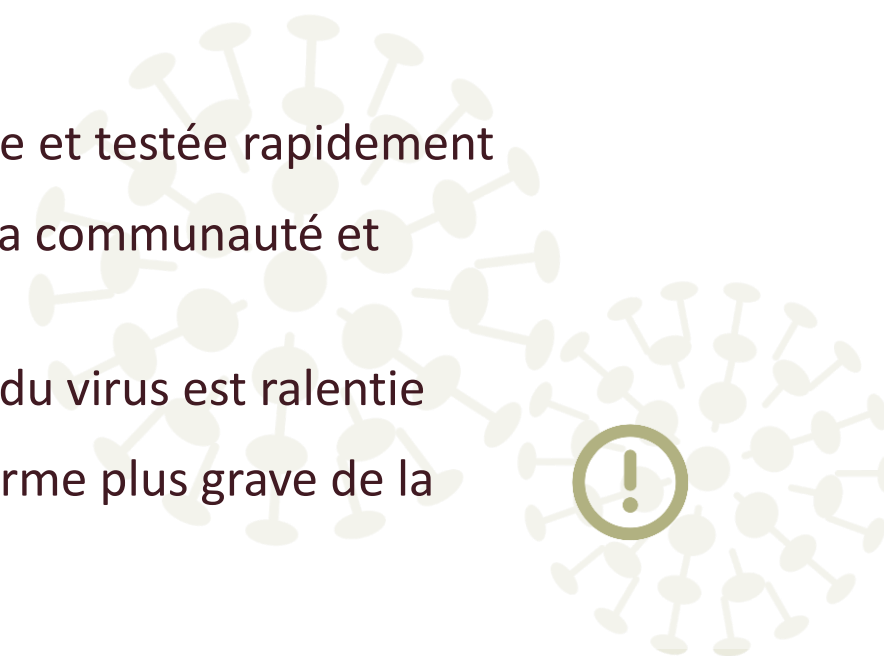 e et testée rapidement
a communauté et
du virus est ralentie
rme plus grave de la